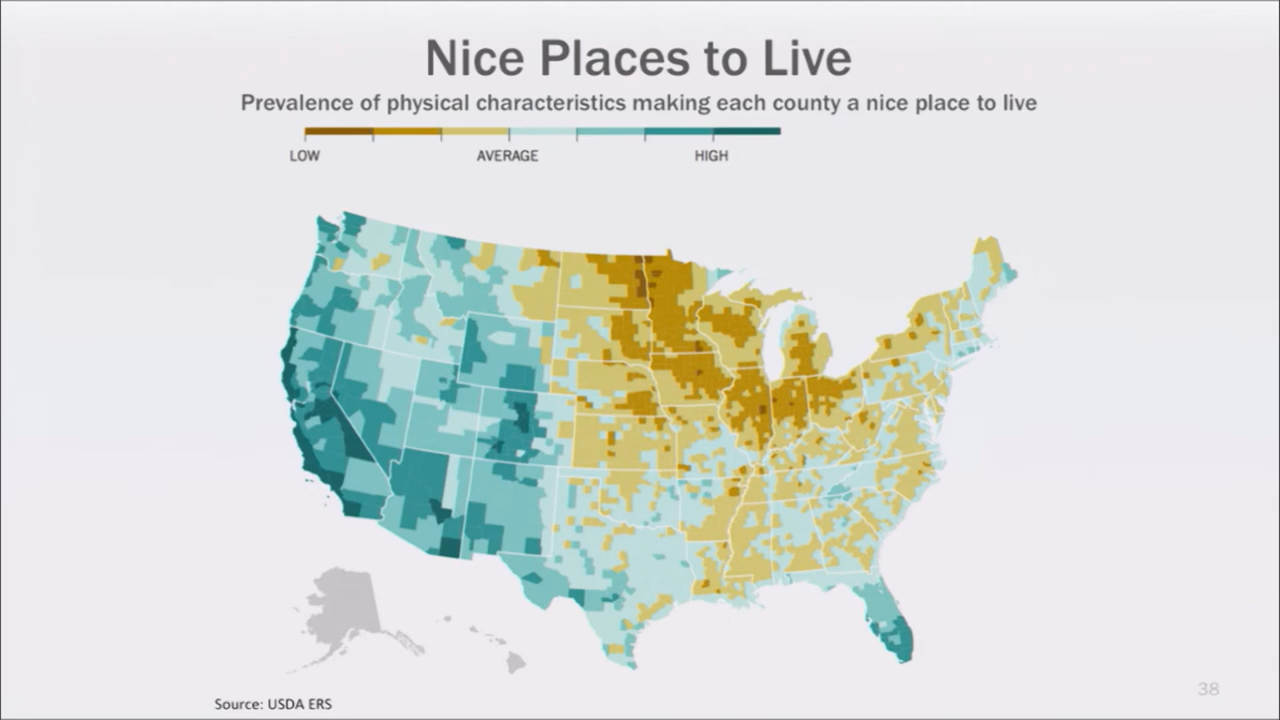 Nice Places to Live
Prevalence of physical characteristics making each county a nice place to live
LOW AVERAGE HIGH
38
Source: USDA ERS